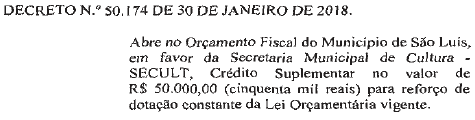 DECRETO N.º 50.174 DE 30 DE JANEIRO DE 2018.
Abre no Orçamento Fiscal do Município de São Luís,
em favor da Secretaria Municipal de Cultura -
SECULT, Crédito Suplementar no valor de
R$ 50.000,00 (cinquenta mil reais) para reforço de
dotação constante da Lei Orçamentária vigente.